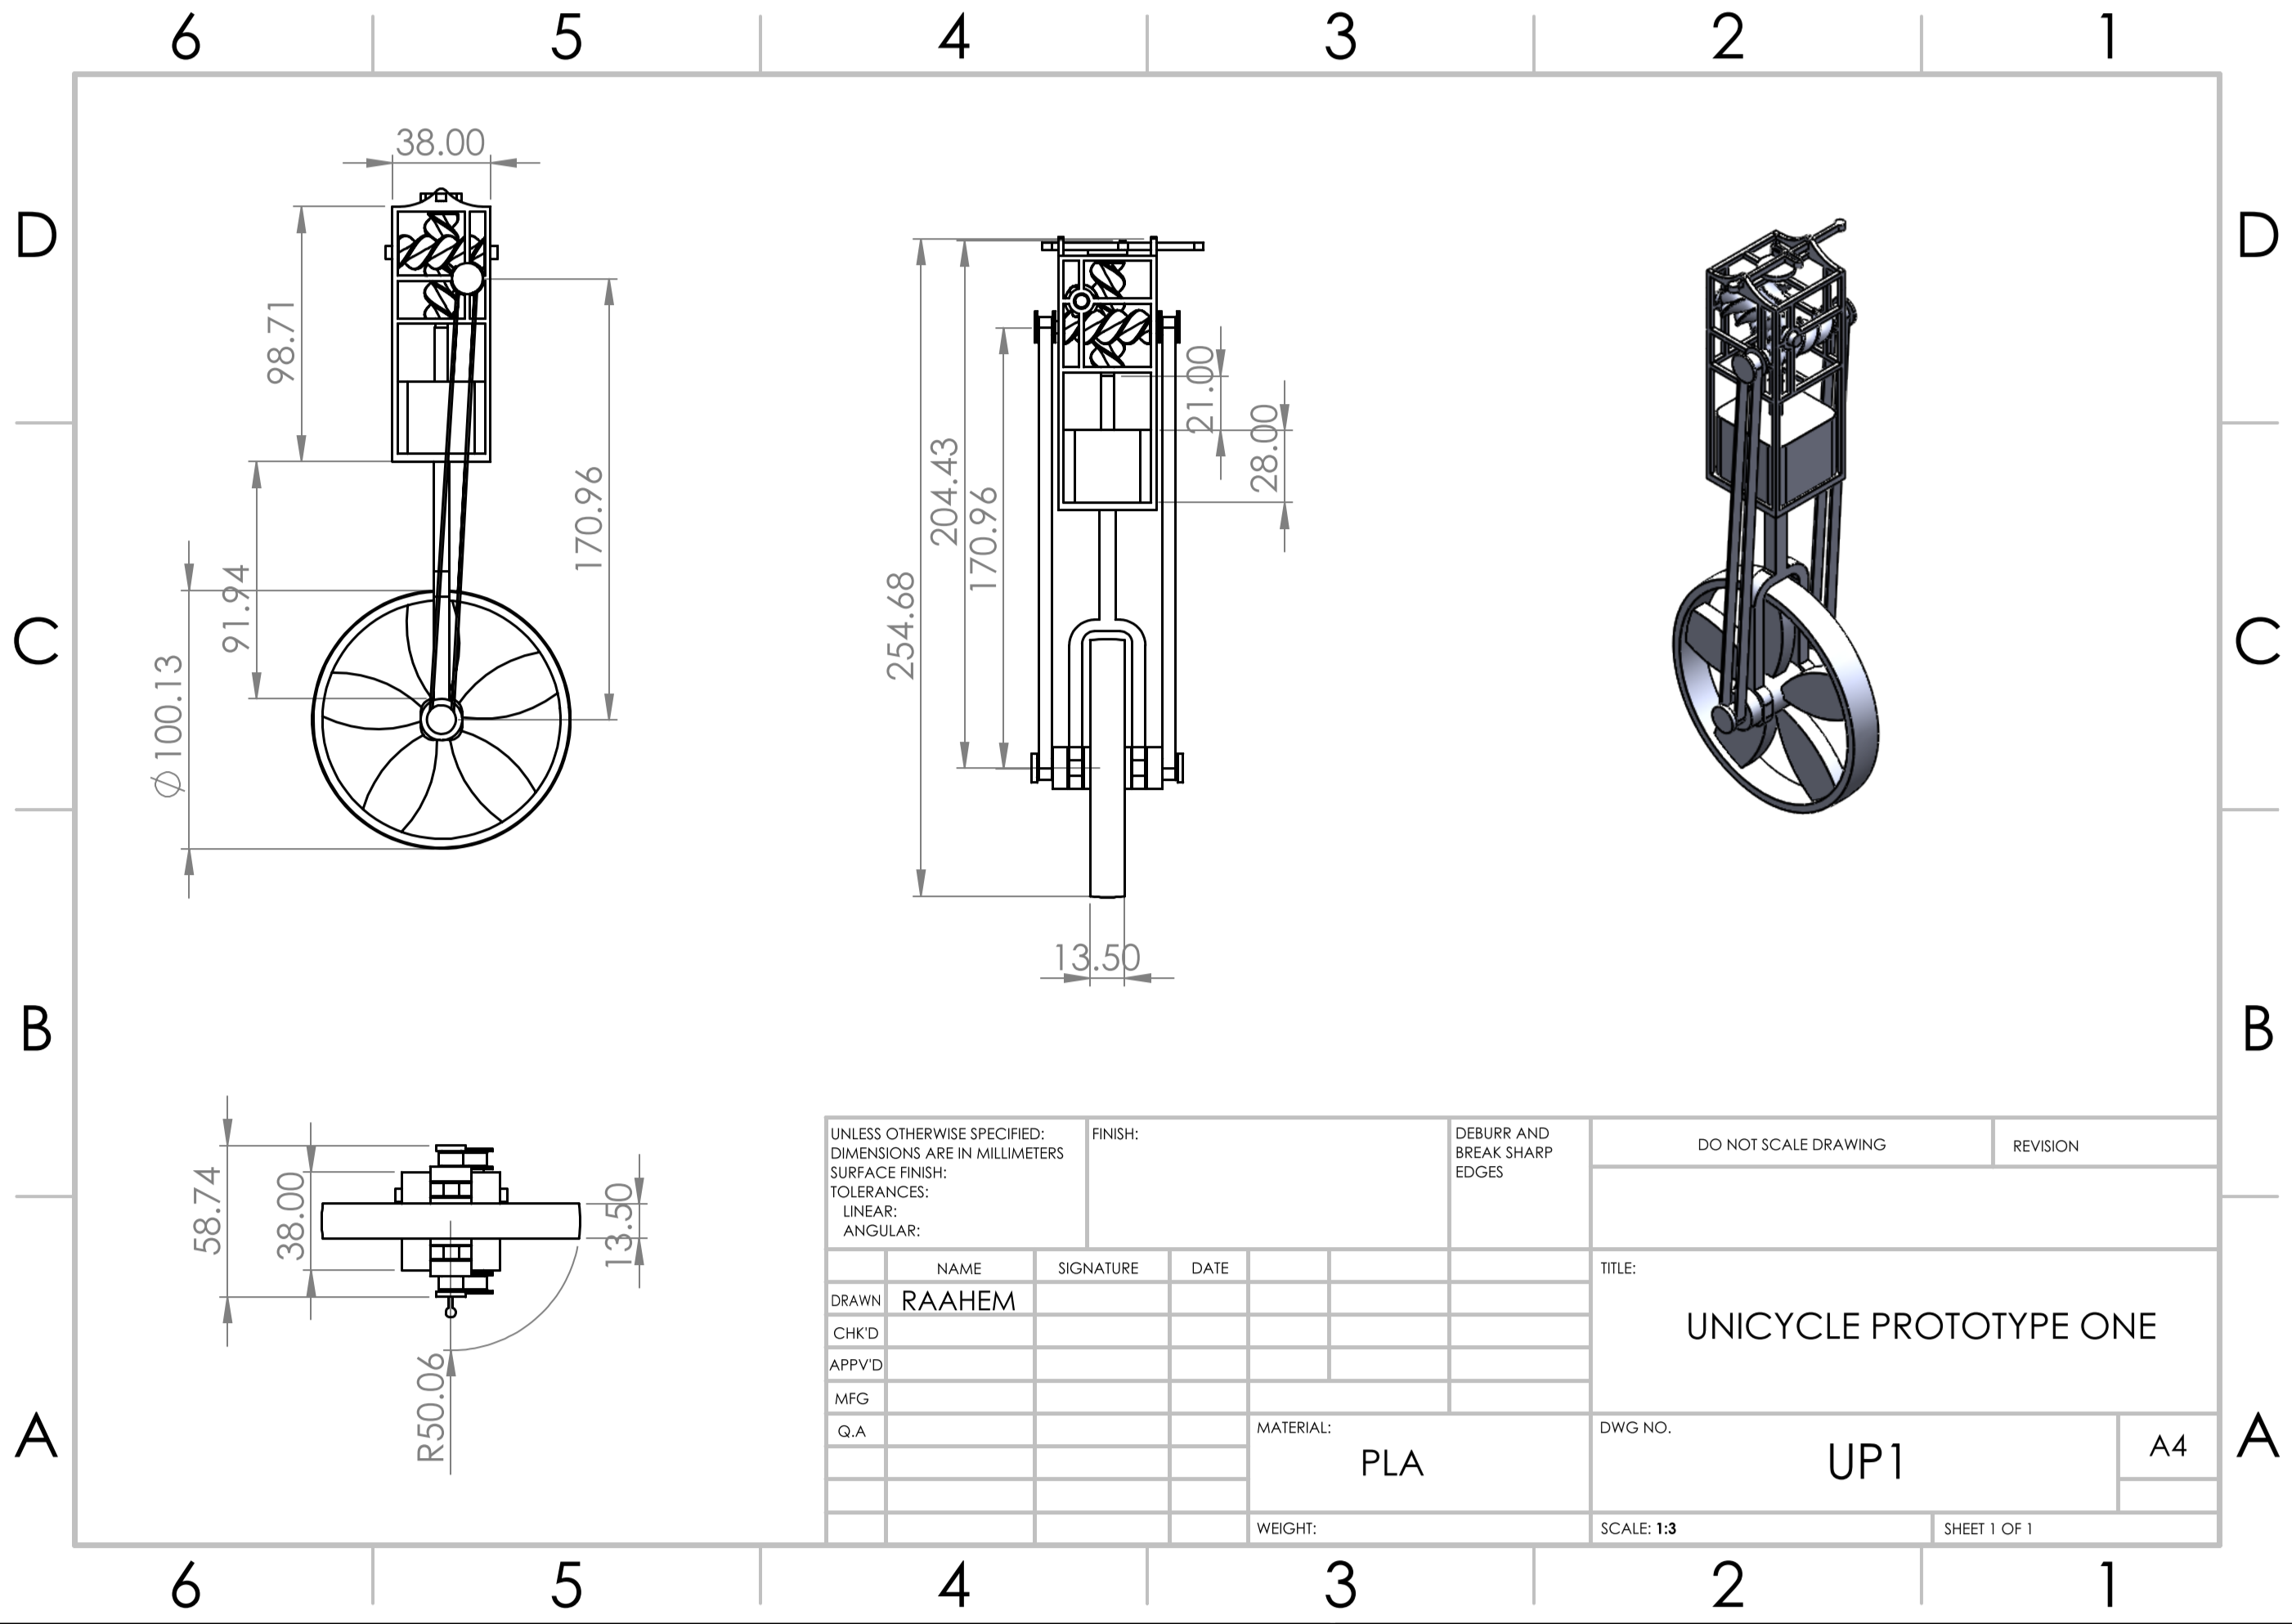 6 5 4 3 2 1
D D
C C
B B
A A
38.00
98.71
91.94
Ø100.13
170.96
254.68
204.43
170.96
21.00
28.00
13.50
58.74
38.00
13.50
R50.06
UNLESS OTHERWISE SPECIFIED:
DIMENSIONS ARE IN MILLIMETERS
SURFACE FINISH:
TOLERANCES:
LINEAR:
ANGULAR:
FINISH:
DEBURR AND
BREAK SHARP
EDGES
DO NOT SCALE DRAWING
REVISION
NAME SIGNATURE DATE
DRAWN RAAHEM
CHK'D
APPV'D
MFG
Q.A
TITLE:
UNICYCLE PROTOTYPE ONE
MATERIAL:
PLA
DWG NO.
UP1
A4
WEIGHT:
SCALE: 1:3
SHEET 1 OF 1
6 5 4 3 2 1